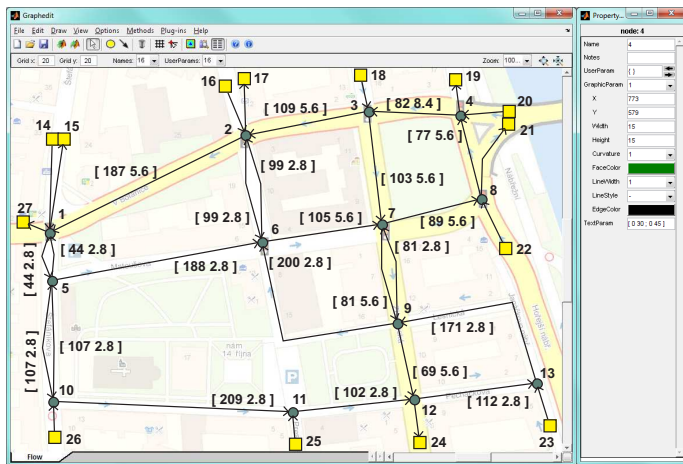 Graphedit
File Edit Draw View Options Methods Plug-ins Help
Grid x: 20 Grid y: 20 Names: 16 UserParams: 16 Zoom: 100...
16 17 18 19
[ 109 5.6 ] 3 [ 82 8.4 ] 4 20
14 15 2 [ 77 5.6 ] 21
[ 187 5.6 ] [ 99 2.8 ] [ 103 5.6 ]
27 [ 99 2.8 ] [ 105 5.6 ] 7 8
1 6 [ 89 5.6 ]
[ 44 2.8 ] [ 200 2.8 ] [ 81 2.8 ] 22
[ 44 2.8 ] [ 188 2.8 ]
5 [ 81 5.6 ] 9
[ 107 2.8 ] [ 171 2.8 ]
nám
14. října
[ 107 2.8 ] P [ 69 5.6 ] 13
10 [ 209 2.8 ] 11 [ 102 2.8 ] 12 [ 112 2.8 ]
26 25 24 23
Flow
Property...
node: 4
Name 4
Notes
UserParam { }
GraphicParam 1
X 773
Y 579
Width 15
Height 15
Curvature 1
FaceColor
LineWidth 1
LineStyle -
EdgeColor
TextParam [ 0 30 ; 0 45 ]